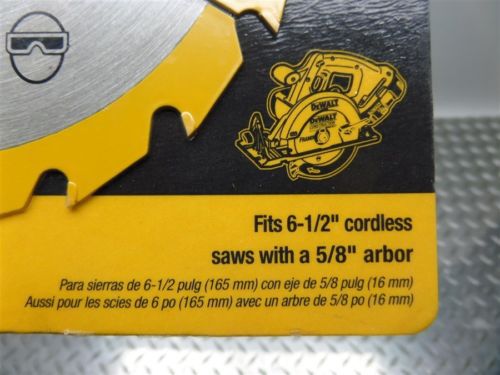 DEWALT
DEWALT
Fits 6-1/2" cordless
saws with a 5/8" arbor
Para sierras de 6-1/2 pulg (165 mm) con eje de 5/8 pulg (16 mm)
Aussi pour les scies de 6 po (165 mm) avec un arbre de 5/8 po (16 mm)